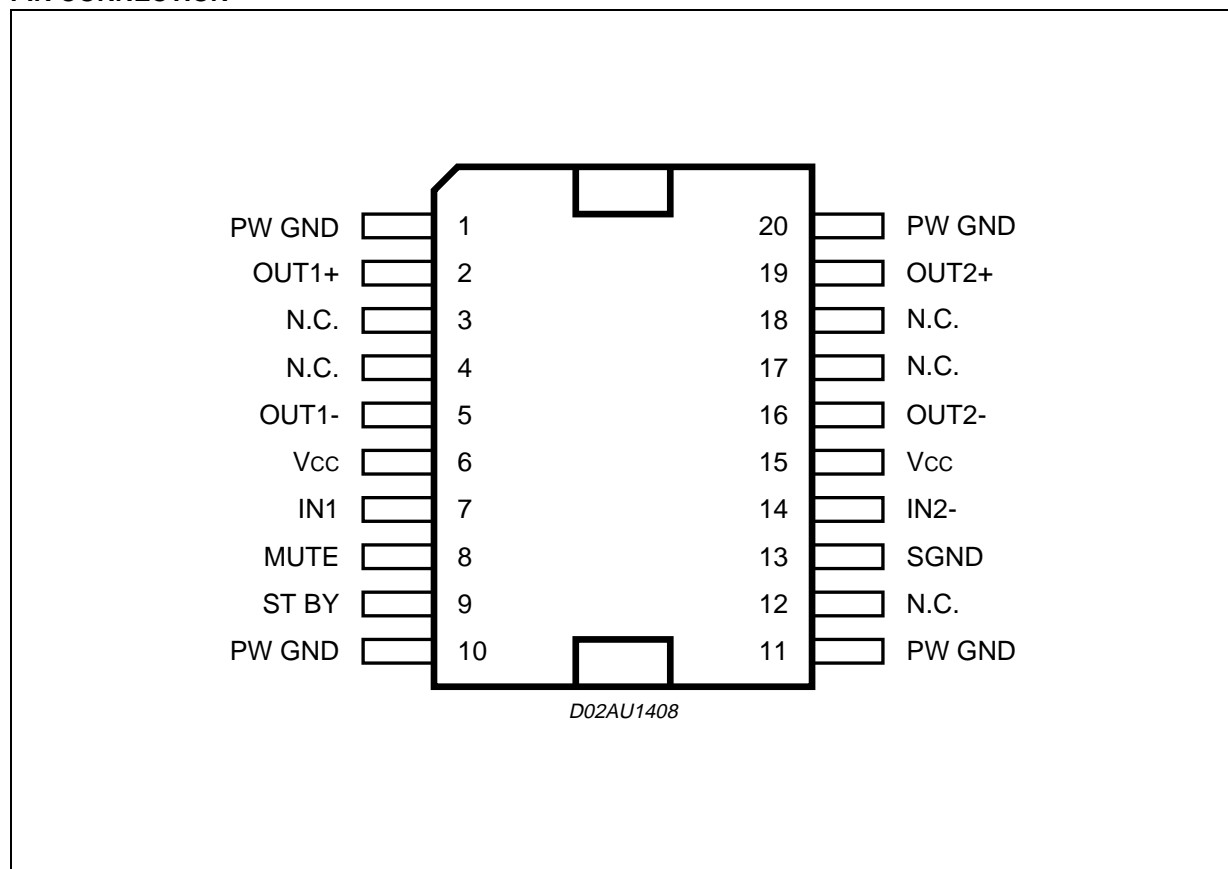 PW GND 1 20 PW GND
OUT1+ 2 19 OUT2+
N.C. 3 18 N.C.
N.C. 4 17 N.C.
OUT1- 5 16 OUT2-
VCC 6 15 VCC
IN1 7 14 IN2-
MUTE 8 13 SGND
ST BY 9 12 N.C.
PW GND 10 11 PW GND
D02AU1408